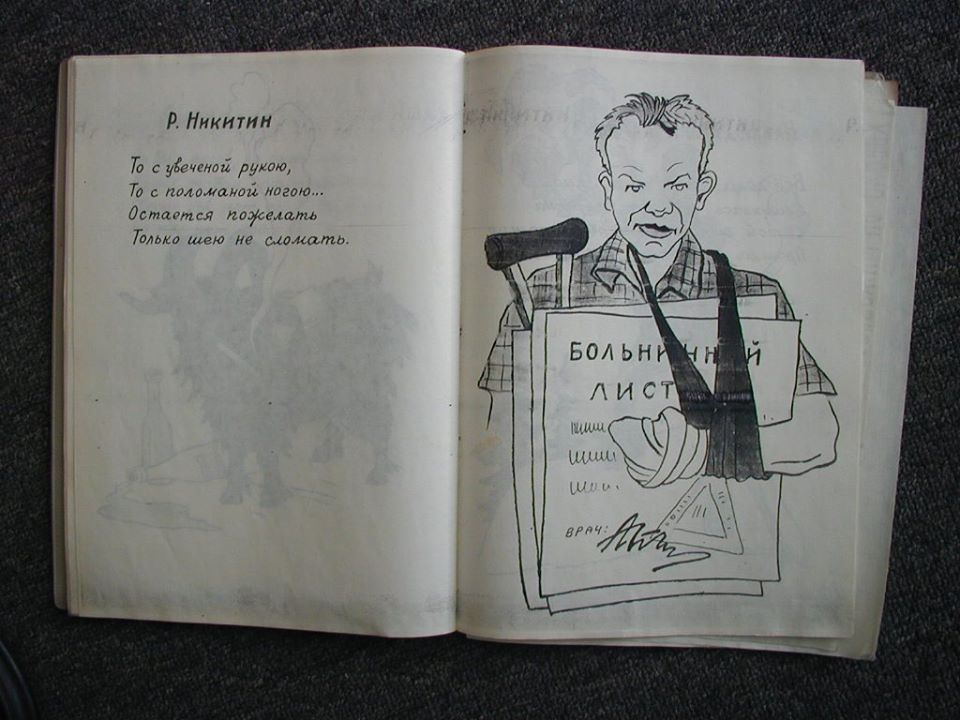 Р. Никитин
То с увеченой рукою,
То с поломаной ногою...
Остается пожелать
Только шею не сломать.
БОЛЬНИЧНЫЙ
ЛИСТ
ВРАЧ: